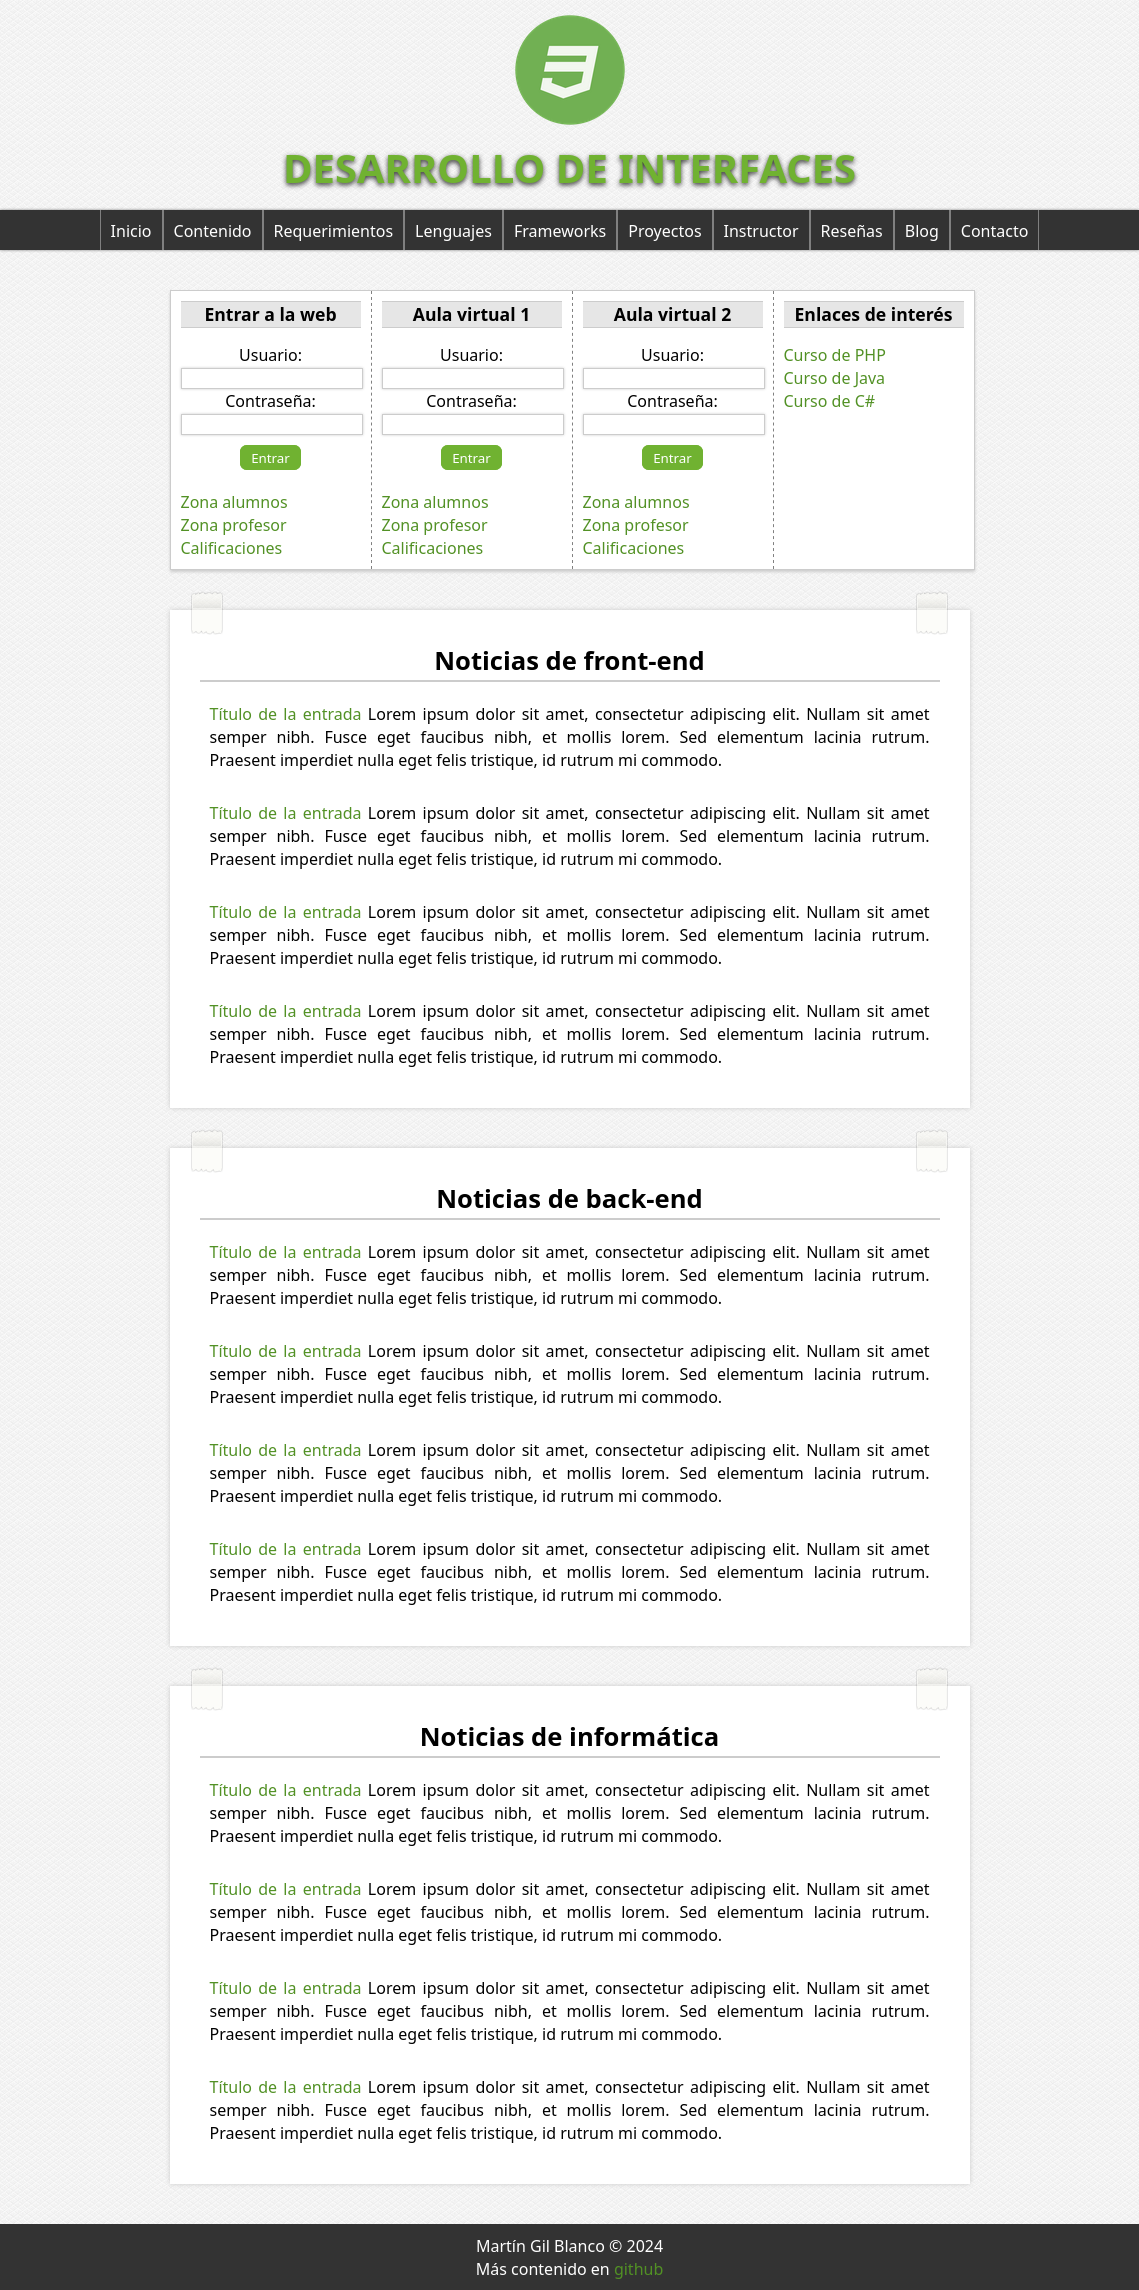 DESARROLLO DE INTERFACES
Inicio Contenido Requerimientos Lenguajes Frameworks Proyectos Instructor Reseñas Blog Contacto
Entrar a la web
Usuario:
Contraseña:
Entrar
Zona alumnos
Zona profesor
Calificaciones
Aula virtual 1
Usuario:
Contraseña:
Entrar
Zona alumnos
Zona profesor
Calificaciones
Aula virtual 2
Usuario:
Contraseña:
Entrar
Zona alumnos
Zona profesor
Calificaciones
Enlaces de interés
Curso de PHP
Curso de Java
Curso de C#
Noticias de front-end
Título de la entrada Lorem ipsum dolor sit amet, consectetur adipiscing elit. Nullam sit amet
semper nibh. Fusce eget faucibus nibh, et mollis lorem. Sed elementum lacinia rutrum.
Praesent imperdiet nulla eget felis tristique, id rutrum mi commodo.
Título de la entrada Lorem ipsum dolor sit amet, consectetur adipiscing elit. Nullam sit amet
semper nibh. Fusce eget faucibus nibh, et mollis lorem. Sed elementum lacinia rutrum.
Praesent imperdiet nulla eget felis tristique, id rutrum mi commodo.
Título de la entrada Lorem ipsum dolor sit amet, consectetur adipiscing elit. Nullam sit amet
semper nibh. Fusce eget faucibus nibh, et mollis lorem. Sed elementum lacinia rutrum.
Praesent imperdiet nulla eget felis tristique, id rutrum mi commodo.
Título de la entrada Lorem ipsum dolor sit amet, consectetur adipiscing elit. Nullam sit amet
semper nibh. Fusce eget faucibus nibh, et mollis lorem. Sed elementum lacinia rutrum.
Praesent imperdiet nulla eget felis tristique, id rutrum mi commodo.
Noticias de back-end
Título de la entrada Lorem ipsum dolor sit amet, consectetur adipiscing elit. Nullam sit amet
semper nibh. Fusce eget faucibus nibh, et mollis lorem. Sed elementum lacinia rutrum.
Praesent imperdiet nulla eget felis tristique, id rutrum mi commodo.
Título de la entrada Lorem ipsum dolor sit amet, consectetur adipiscing elit. Nullam sit amet
semper nibh. Fusce eget faucibus nibh, et mollis lorem. Sed elementum lacinia rutrum.
Praesent imperdiet nulla eget felis tristique, id rutrum mi commodo.
Título de la entrada Lorem ipsum dolor sit amet, consectetur adipiscing elit. Nullam sit amet
semper nibh. Fusce eget faucibus nibh, et mollis lorem. Sed elementum lacinia rutrum.
Praesent imperdiet nulla eget felis tristique, id rutrum mi commodo.
Título de la entrada Lorem ipsum dolor sit amet, consectetur adipiscing elit. Nullam sit amet
semper nibh. Fusce eget faucibus nibh, et mollis lorem. Sed elementum lacinia rutrum.
Praesent imperdiet nulla eget felis tristique, id rutrum mi commodo.
Noticias de informática
Título de la entrada Lorem ipsum dolor sit amet, consectetur adipiscing elit. Nullam sit amet
semper nibh. Fusce eget faucibus nibh, et mollis lorem. Sed elementum lacinia rutrum.
Praesent imperdiet nulla eget felis tristique, id rutrum mi commodo.
Título de la entrada Lorem ipsum dolor sit amet, consectetur adipiscing elit. Nullam sit amet
semper nibh. Fusce eget faucibus nibh, et mollis lorem. Sed elementum lacinia rutrum.
Praesent imperdiet nulla eget felis tristique, id rutrum mi commodo.
Título de la entrada Lorem ipsum dolor sit amet, consectetur adipiscing elit. Nullam sit amet
semper nibh. Fusce eget faucibus nibh, et mollis lorem. Sed elementum lacinia rutrum.
Praesent imperdiet nulla eget felis tristique, id rutrum mi commodo.
Título de la entrada Lorem ipsum dolor sit amet, consectetur adipiscing elit. Nullam sit amet
semper nibh. Fusce eget faucibus nibh, et mollis lorem. Sed elementum lacinia rutrum.
Praesent imperdiet nulla eget felis tristique, id rutrum mi commodo.
Martín Gil Blanco © 2024
Más contenido en github